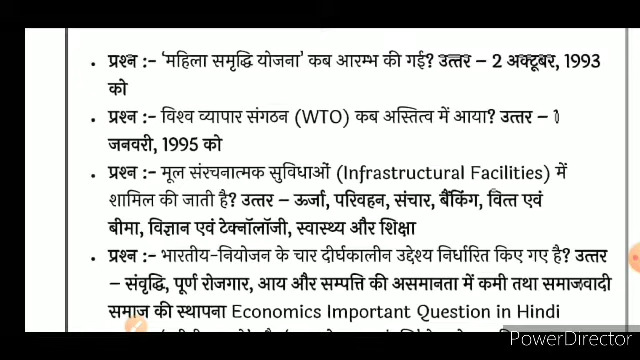 • प्रश्न :- ‘महिला समृद्धि योजना’ कब आरम्भ की गई? उत्तर – 2 अक्टूबर, 1993
को
• प्रश्न :- विश्व व्यापार संगठन (WTO) कब अस्तित्व में आया? उत्तर – 1
जनवरी, 1995 को
• प्रश्न :- मूल संरचनात्मक सुविधाओं (Infrastructural Facilities) में
शामिल की जाती है? उत्तर – ऊर्जा, परिवहन, संचार, बैंकिंग, वित्त एवं
बीमा, विज्ञान एवं टेक्नॉलॉजी, स्वास्थ्य और शिक्षा
• प्रश्न :- भारतीय-नियोजन के चार दीर्घकालीन उद्देश्य निर्धारित किए गए है? उत्तर
– संवृद्धि, पूर्ण रोजगार, आय और सम्पत्ति की असमानता में कमी तथा समाजवादी
समाज की स्थापना Economics Important Question in Hindi
PowerDirector